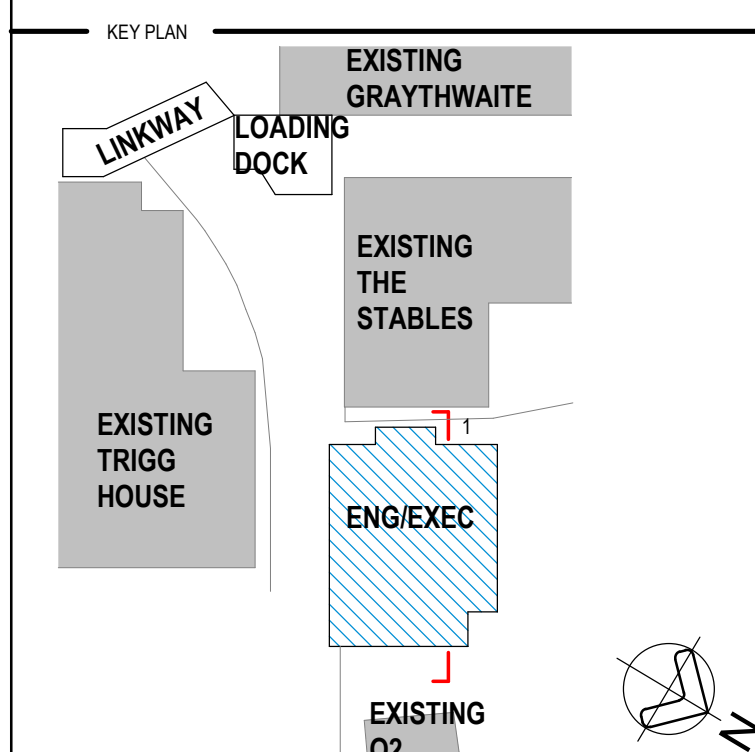 KEY PLAN
EXISTING
GRAYTHWAITE
LINKWAY
LOADING
DOCK
EXISTING
THE
STABLES
EXISTING
TRIGG
HOUSE
1
ENG/EXEC
EXISTING
N